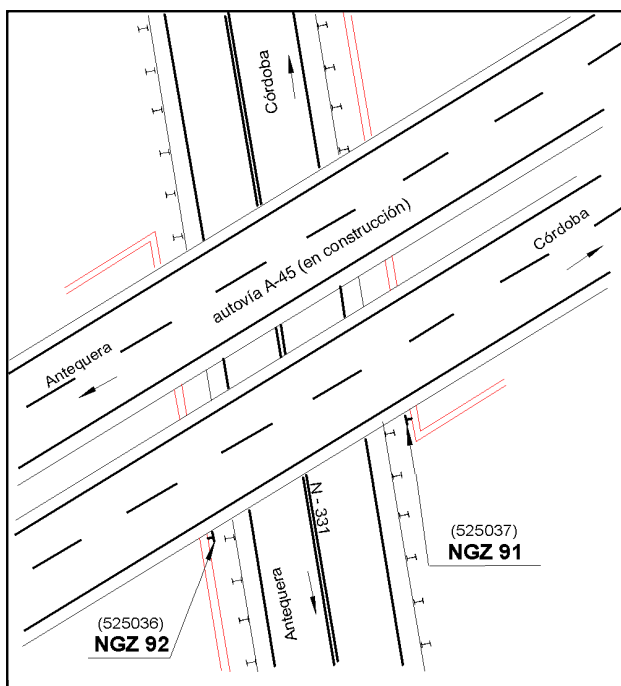 Córdoba
autovía A-45 (en construcción)
Córdoba
Antequera
N - 331
(525037)
NGZ 91
(525036)
NGZ 92
Antequera